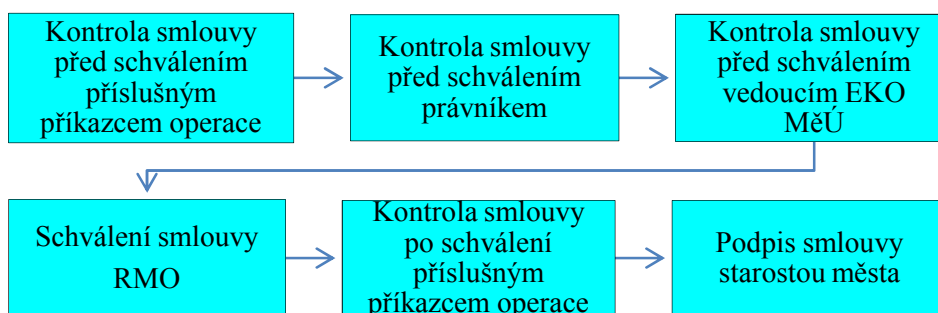 Kontrola smlouvy
před schválením
příslušným
příkazcem operace
Kontrola smlouvy
před schválením
právníkem
Kontrola smlouvy
před schválením
vedoucím EKO
MěÚ
Schválení smlouvy
RMO
Kontrola smlouvy
po schválení
příslušným
příkazcem operace
Podpis smlouvy
starostou města